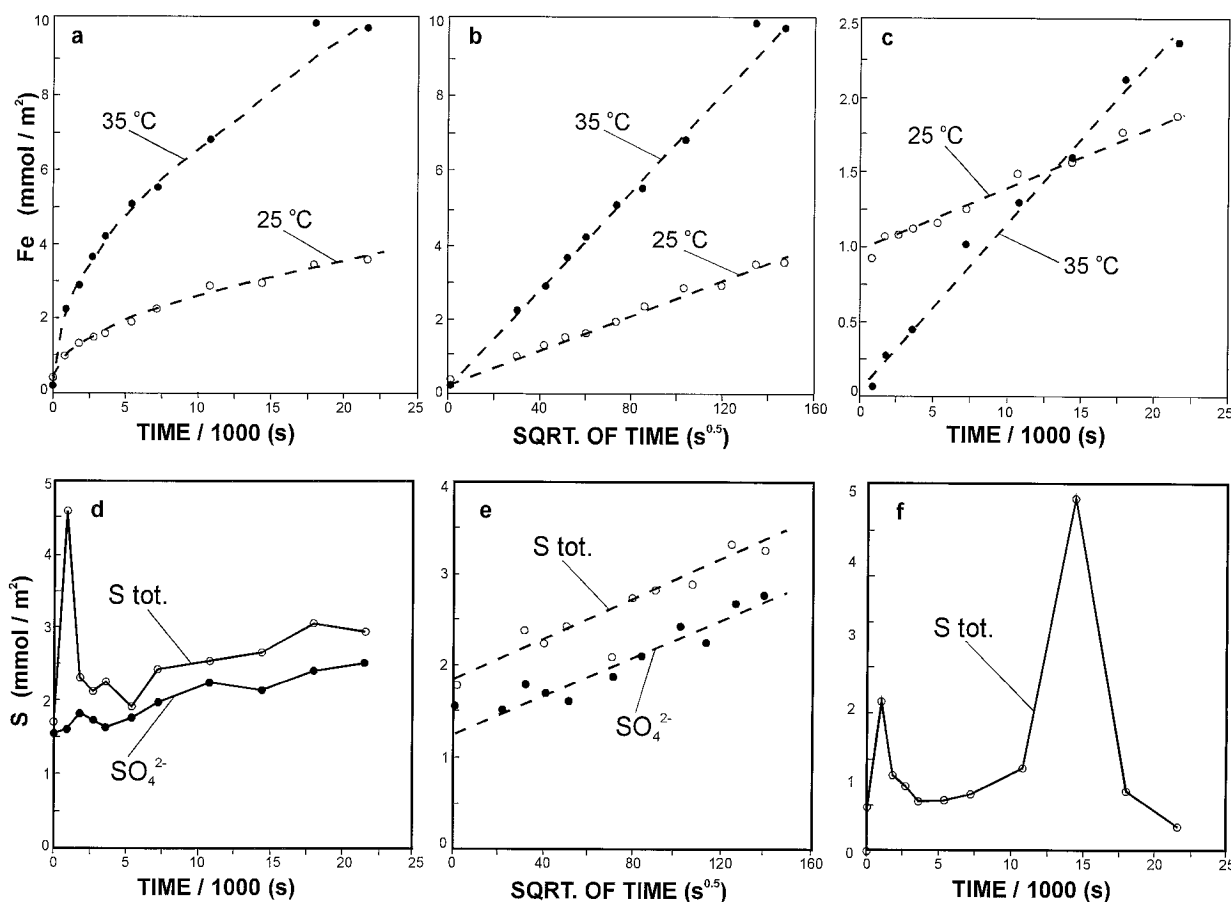 a
35 °C
25 °C
Fe (mmol / m²)
10
8
6
4
2
0
0 5 10 15 20 25
TIME / 1000 (s)
b
35 °C
25 °C
10
8
6
4
2
0
0 40 80 120 160
SQRT. OF TIME (s⁰·⁵)
c
25 °C
35 °C
2.5
2.0
1.5
1.0
0.5
0.0
0 5 10 15 20 25
TIME / 1000 (s)
d
S tot.
SO₄²⁻
S (mmol / m²)
5
4
3
2
1
0
0 5 10 15 20 25
TIME / 1000 (s)
e
S tot.
SO₄²⁻
4
3
2
1
0
0 40 80 120 160
SQRT. OF TIME (s⁰·⁵)
f
S tot.
5
4
3
2
1
0
0 5 10 15 20 25
TIME / 1000 (s)